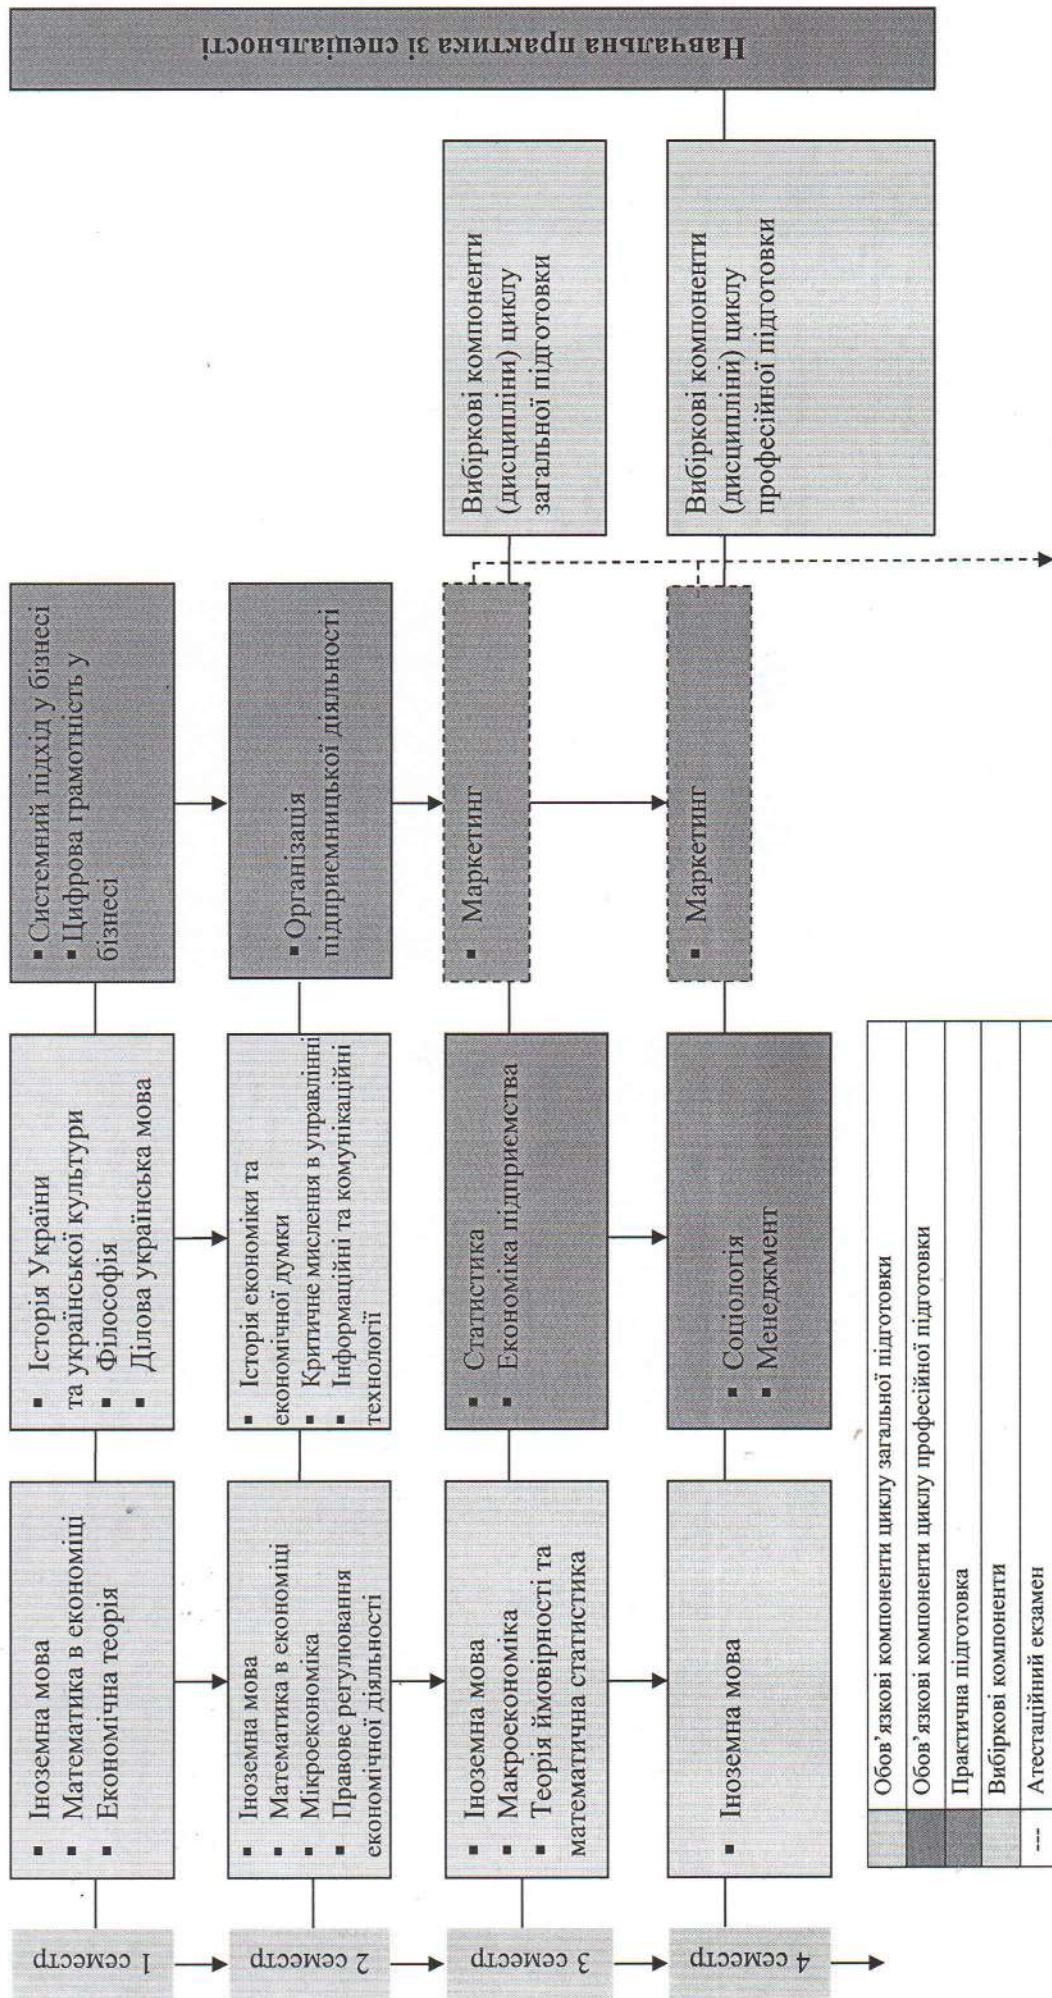 1 семестр
Іноземна мова
Математика в економіці
Економічна теорія
Історія України
та української культури
Філософія
Ділова українська мова
Системний підхід у бізнесі
Цифрова грамотність у
бізнесі
2 семестр
Іноземна мова
Математика в економіці
Мікроекономіка
Правове регулювання
економічної діяльності
Історія економіки та
економічної думки
Критичне мислення в управлінні
Інформаційні та комунікаційні
технології
Організація
підприємницької діяльності
3 семестр
Іноземна мова
Макроекономіка
Теорія ймовірності та
математична статистика
Статистика
Економіка підприємства
Маркетинг
Вибіркові компоненти
(дисципліни) циклу
загальної підготовки
4 семестр
Іноземна мова
Соціологія
Менеджмент
Маркетинг
Вибіркові компоненти
(дисципліни) циклу
професійної підготовки
Навчальна практика зі спеціальності
Обов'язкові компоненти циклу загальної підготовки
Обов'язкові компоненти циклу професійної підготовки
Практична підготовка
Вибіркові компоненти
--- Атестаційний екзамен